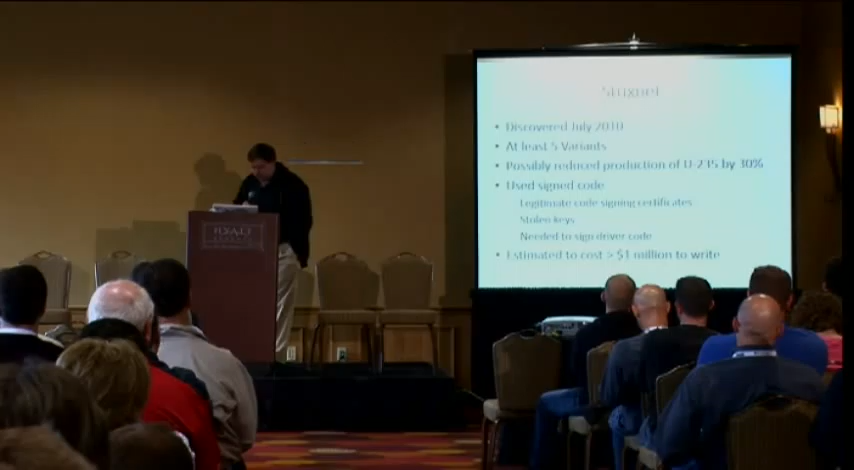 Stuxnet
• Discovered July 2010
• At least 5 Variants
• Possibly reduced production of U-235 by 30%
• Used signed code
Legitimate code signing certificates
Stolen keys
Needed to sign driver code
• Estimated to cost > $1 million to write